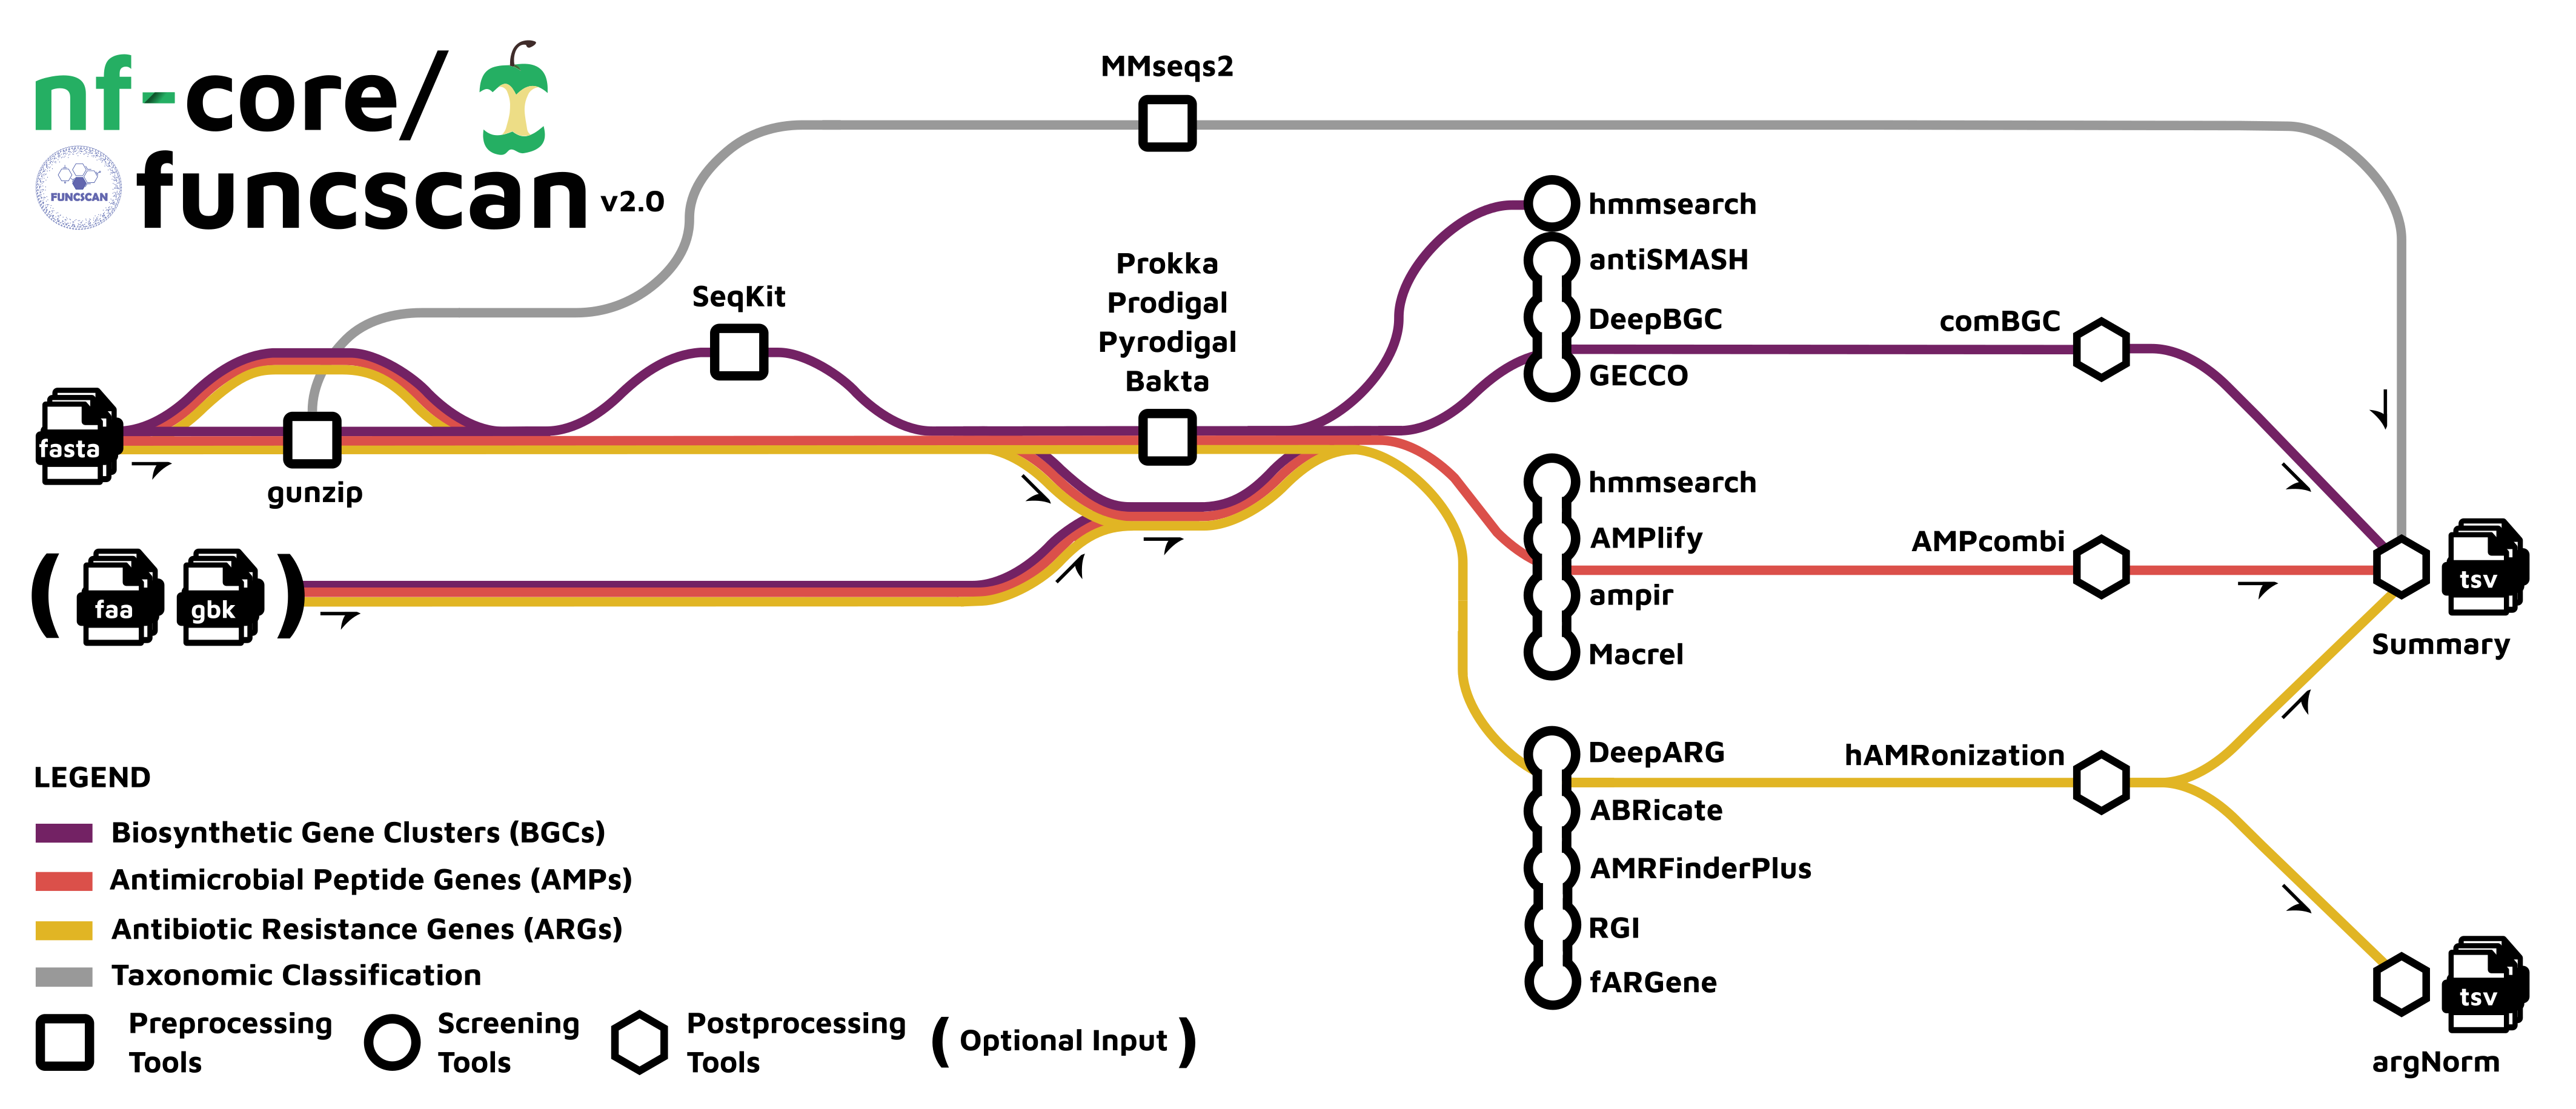 nf-core/
FUNCSCAN
funcscan v2.0
MMseqs2
SeqKit
Prokka
Prodigal
Pyrodigal
Bakta
fasta
gunzip
( faa gbk )
hmmsearch
antiSMASH
DeepBGC
GECCO
comBGC
hmmsearch
AMPlify
ampir
Macrel
AMPcombi
tsv
Summary
DeepARG
ABRicate
AMRFinderPlus
RGI
fARGene
hAMRonization
tsv
argNorm
LEGEND
Biosynthetic Gene Clusters (BGCs)
Antimicrobial Peptide Genes (AMPs)
Antibiotic Resistance Genes (ARGs)
Taxonomic Classification
Preprocessing
Tools
Screening
Tools
Postprocessing
Tools
( Optional Input )